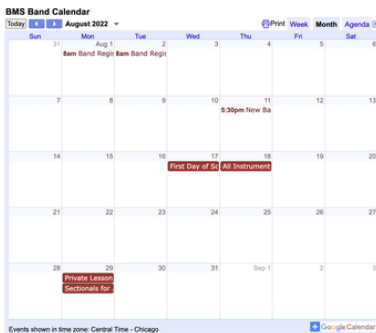 BMS Band Calendar
Today August 2022 Print Week Month Agenda
Sun Mon Tue Wed Thu Fri Sat
31 Aug 1 2 3 4 5 6
8am Band Regis 8am Band Regis
7 8 9 10 11 12 13
5:30pm New Ba
14 15 16 17 18 19 20
First Day of Sc All Instrument
21 22 23 24 25 26 27
28 29 30 31 Sep 1 2 3
Private Lesson
Sectionals for
Events shown in time zone: Central Time - Chicago
Google Calendar